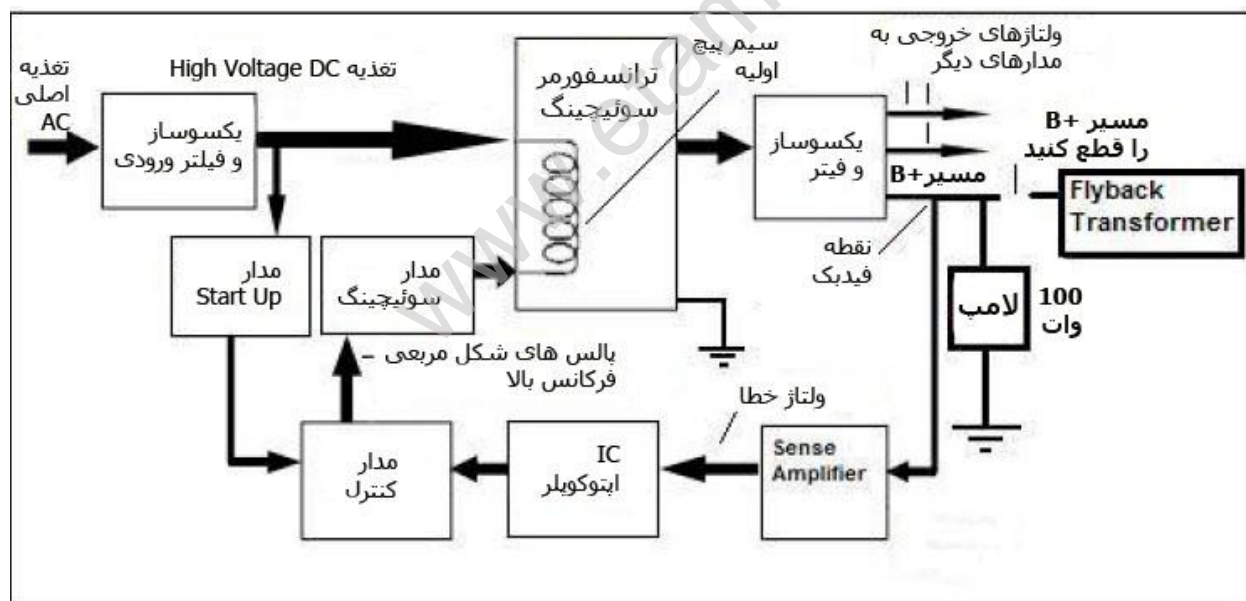 تغذیه
اصلی
AC
تغذیه High Voltage DC
یکسوساز
و فیلتر ورودی
ترانسفورمر
سوئیچینگ
سیم پیچ
اولیه
یکسوساز
و فیتر
ولتاژهای خروجی به
مدارهای دیگر
مسیر B+
را قطع کنید
مسیر B+
Flyback
Transformer
نقطه
فیدبک
لامپ
100
وات
مدار
Start Up
مدار
سوئیچینگ
پالس های شکل مربعی –
فرکانس بالا
ولتاژ خطا
مدار
کنترل
IC
اپتوکوپلر
Sense
Amplifier
www.etam